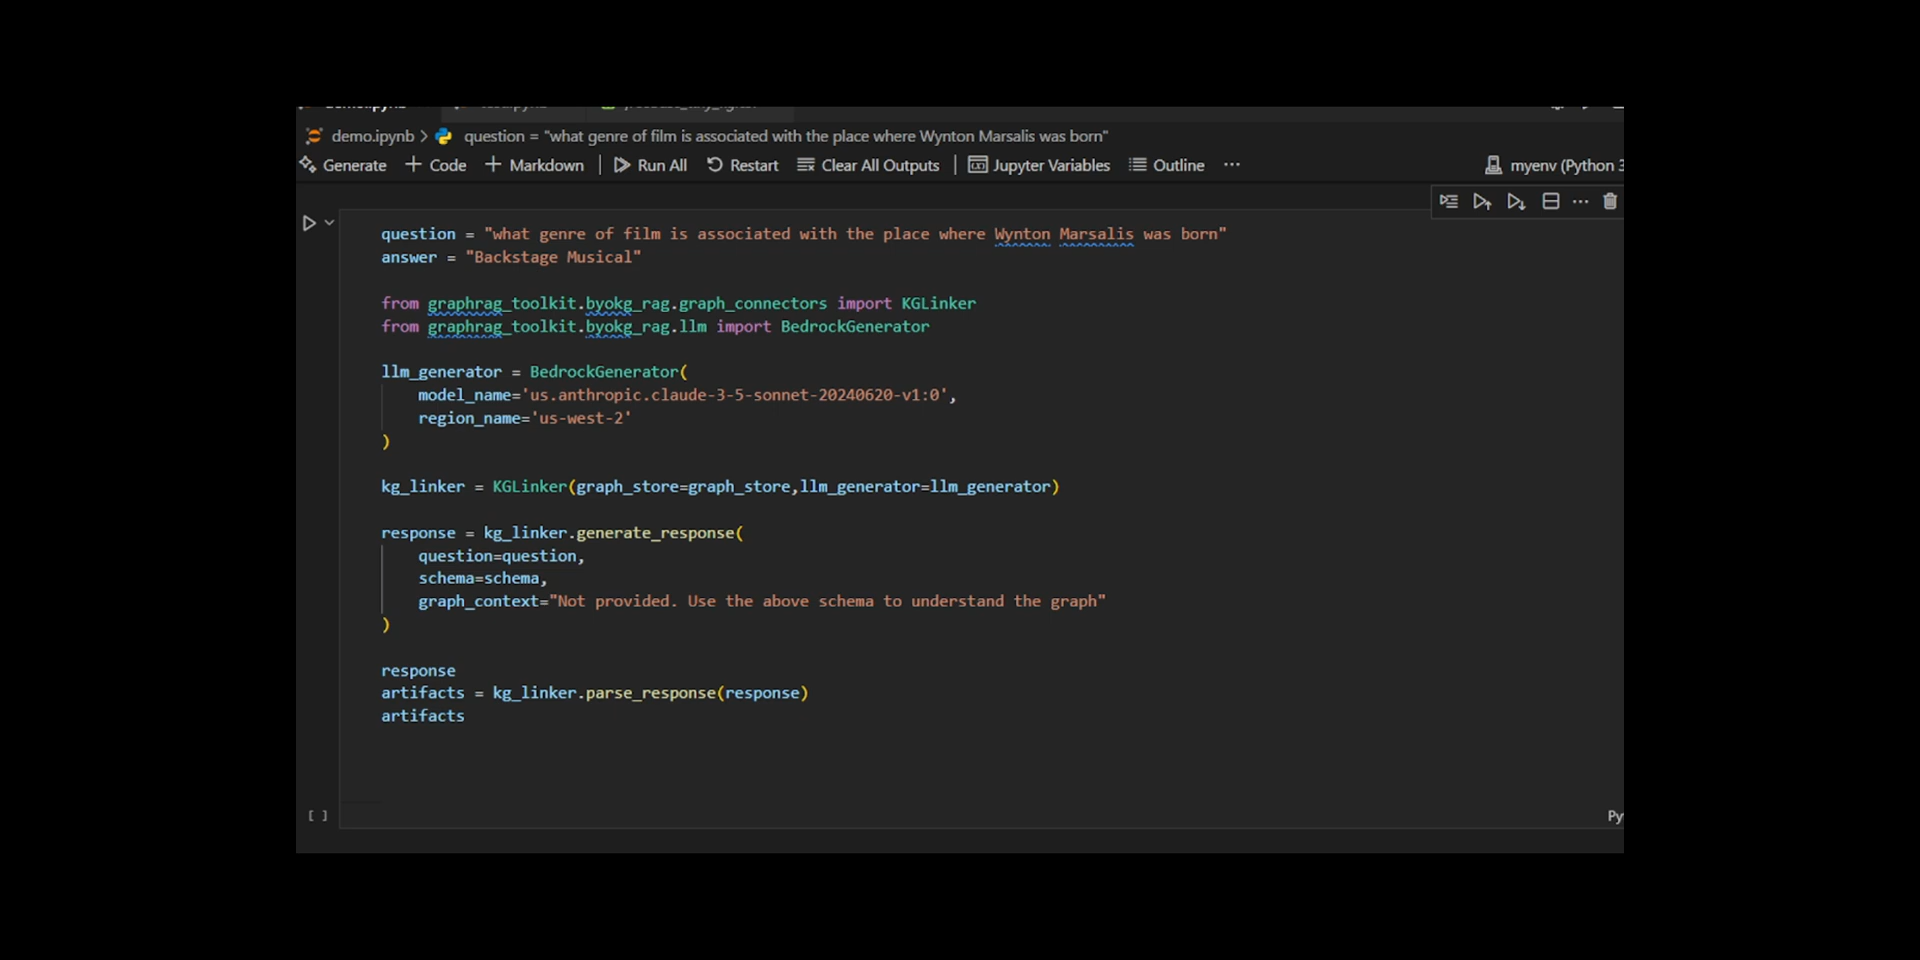 demo.ipynb
demo.ipynb > question = "what genre of film is associated with the place where Wynton Marsalis was born"
Generate + Code + Markdown | Run All Restart Clear All Outputs | Jupyter Variables Outline ... myenv (Python 3
question = "what genre of film is associated with the place where Wynton Marsalis was born"
answer = "Backstage Musical"
from graphrag_toolkit.byokg_rag.graph_connectors import KGLinker
from graphrag_toolkit.byokg_rag.llm import BedrockGenerator
llm_generator = BedrockGenerator(
model_name='us.anthropic.claude-3-5-sonnet-20240620-v1:0',
region_name='us-west-2'
)
kg_linker = KGLinker(graph_store=graph_store,llm_generator=llm_generator)
response = kg_linker.generate_response(
question=question,
schema=schema,
graph_context="Not provided. Use the above schema to understand the graph"
)
response
artifacts = kg_linker.parse_response(response)
artifacts
[ ]
Py